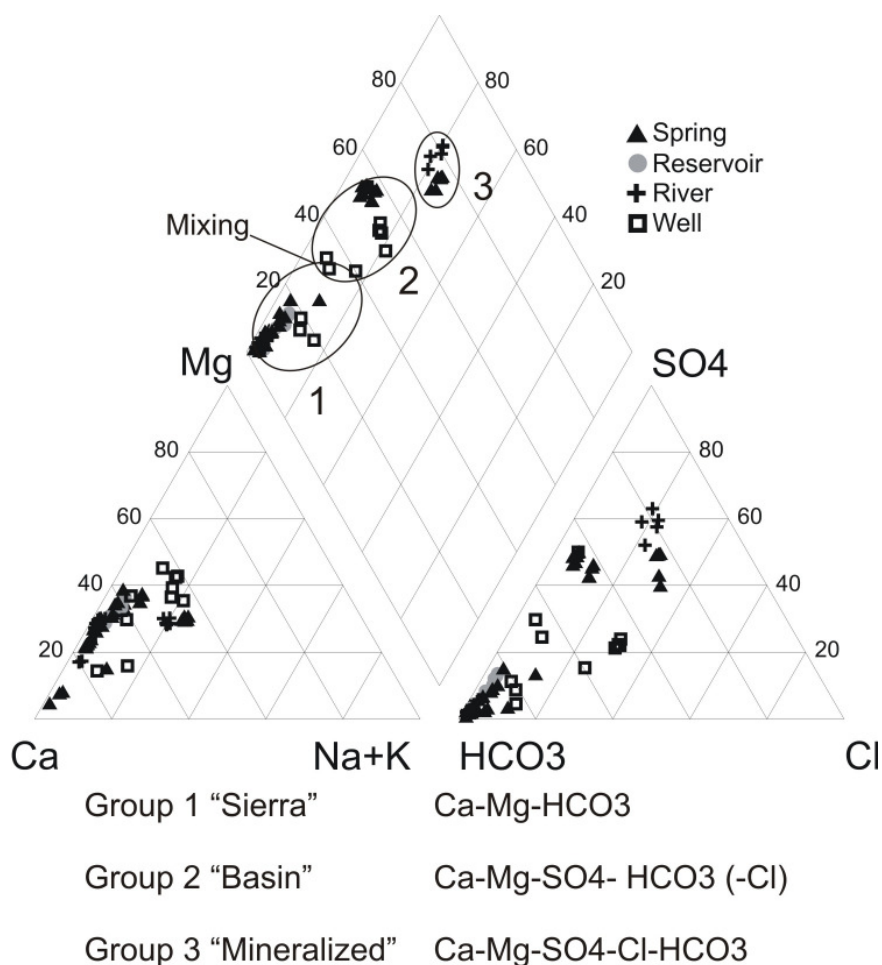 80 80
60 60
Spring
Reservoir
River
Well
3
40 40
Mixing
2
20 20
Mg SO4
1
80 80
60 60
40 40
20 20
Ca Na+K HCO3 Cl
Group 1 “Sierra” Ca-Mg-HCO3
Group 2 “Basin” Ca-Mg-SO4- HCO3 (-Cl)
Group 3 “Mineralized” Ca-Mg-SO4-Cl-HCO3